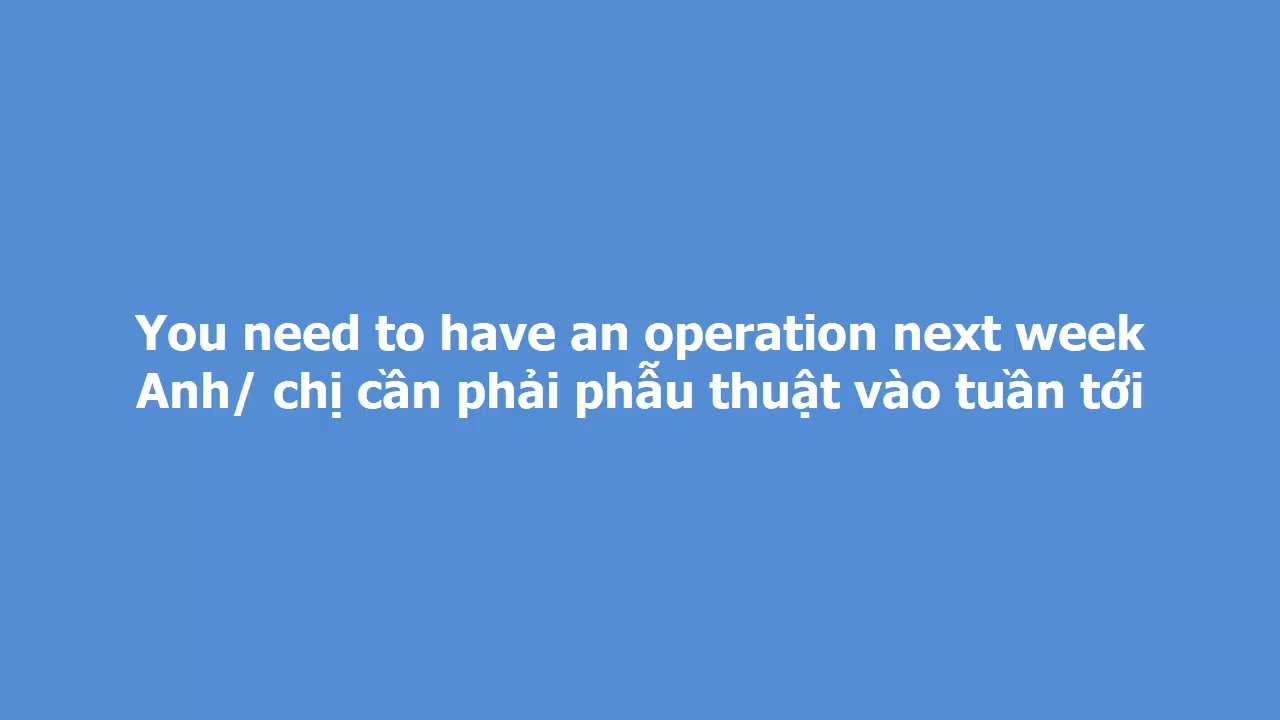 You need to have an operation next week
Anh/ chị cần phải phẫu thuật vào tuần tới